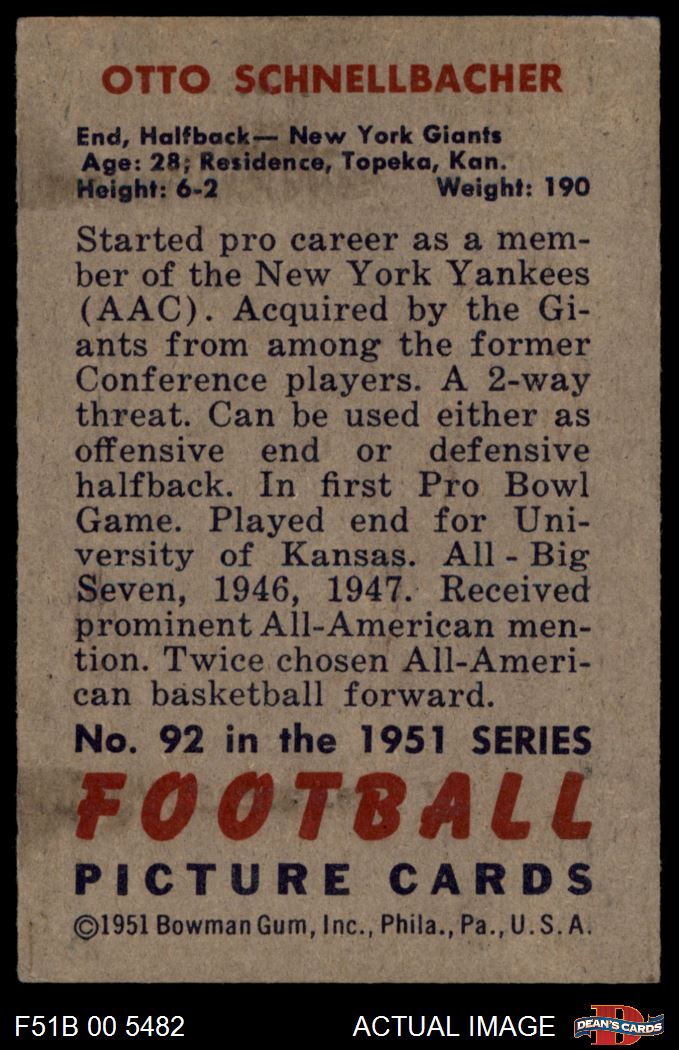 OTTO SCHNELLBACHER
End, Halfback— New York Giants
Age: 28; Residence, Topeka, Kan.
Height: 6-2 Weight: 190
Started pro career as a mem-
ber of the New York Yankees
(AAC). Acquired by the Gi-
ants from among the former
Conference players. A 2-way
threat. Can be used either as
offensive end or defensive
halfback. In first Pro Bowl
Game. Played end for Uni-
versity of Kansas. All - Big
Seven, 1946, 1947. Received
prominent All-American men-
tion. Twice chosen All-Ameri-
can basketball forward.
No. 92 in the 1951 SERIES
FOOTBALL
PICTURE CARDS
©1951 Bowman Gum, Inc., Phila., Pa., U.S.A.
F51B 00 5482 ACTUAL IMAGE D DEAN'S CARDS